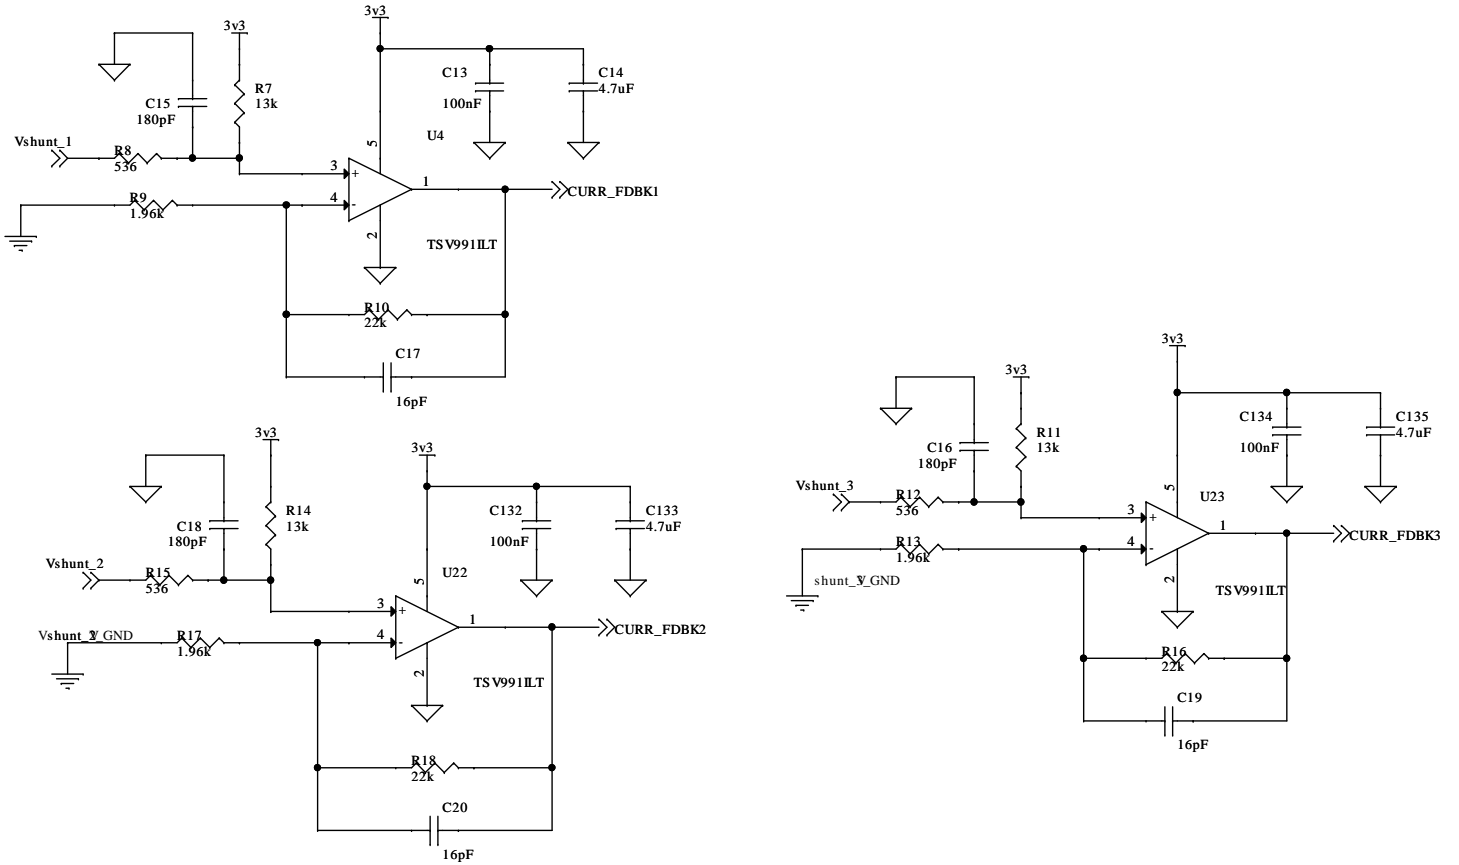 3v3
C15
180pF
R7
13k
Vshunt_1
R8
536
R9
1.96k
3v3
C13
100nF
C14
4.7uF
U4
5
3
+
4
-
1
2
CURR_FDBK1
TSV991ILT
R10
22k
C17
16pF
3v3
C18
180pF
R14
13k
Vshunt_2
R15
536
R17
1.96k
3v3
C132
100nF
C133
4.7uF
U22
5
3
+
4
-
1
2
CURR_FDBK2
TSV991ILT
R18
22k
C20
16pF
3v3
C16
180pF
R11
13k
Vshunt_3
R12
536
R13
1.96k
3v3
C134
100nF
C135
4.7uF
U23
5
3
+
4
-
1
2
CURR_FDBK3
TSV991ILT
R16
22k
C19
16pF